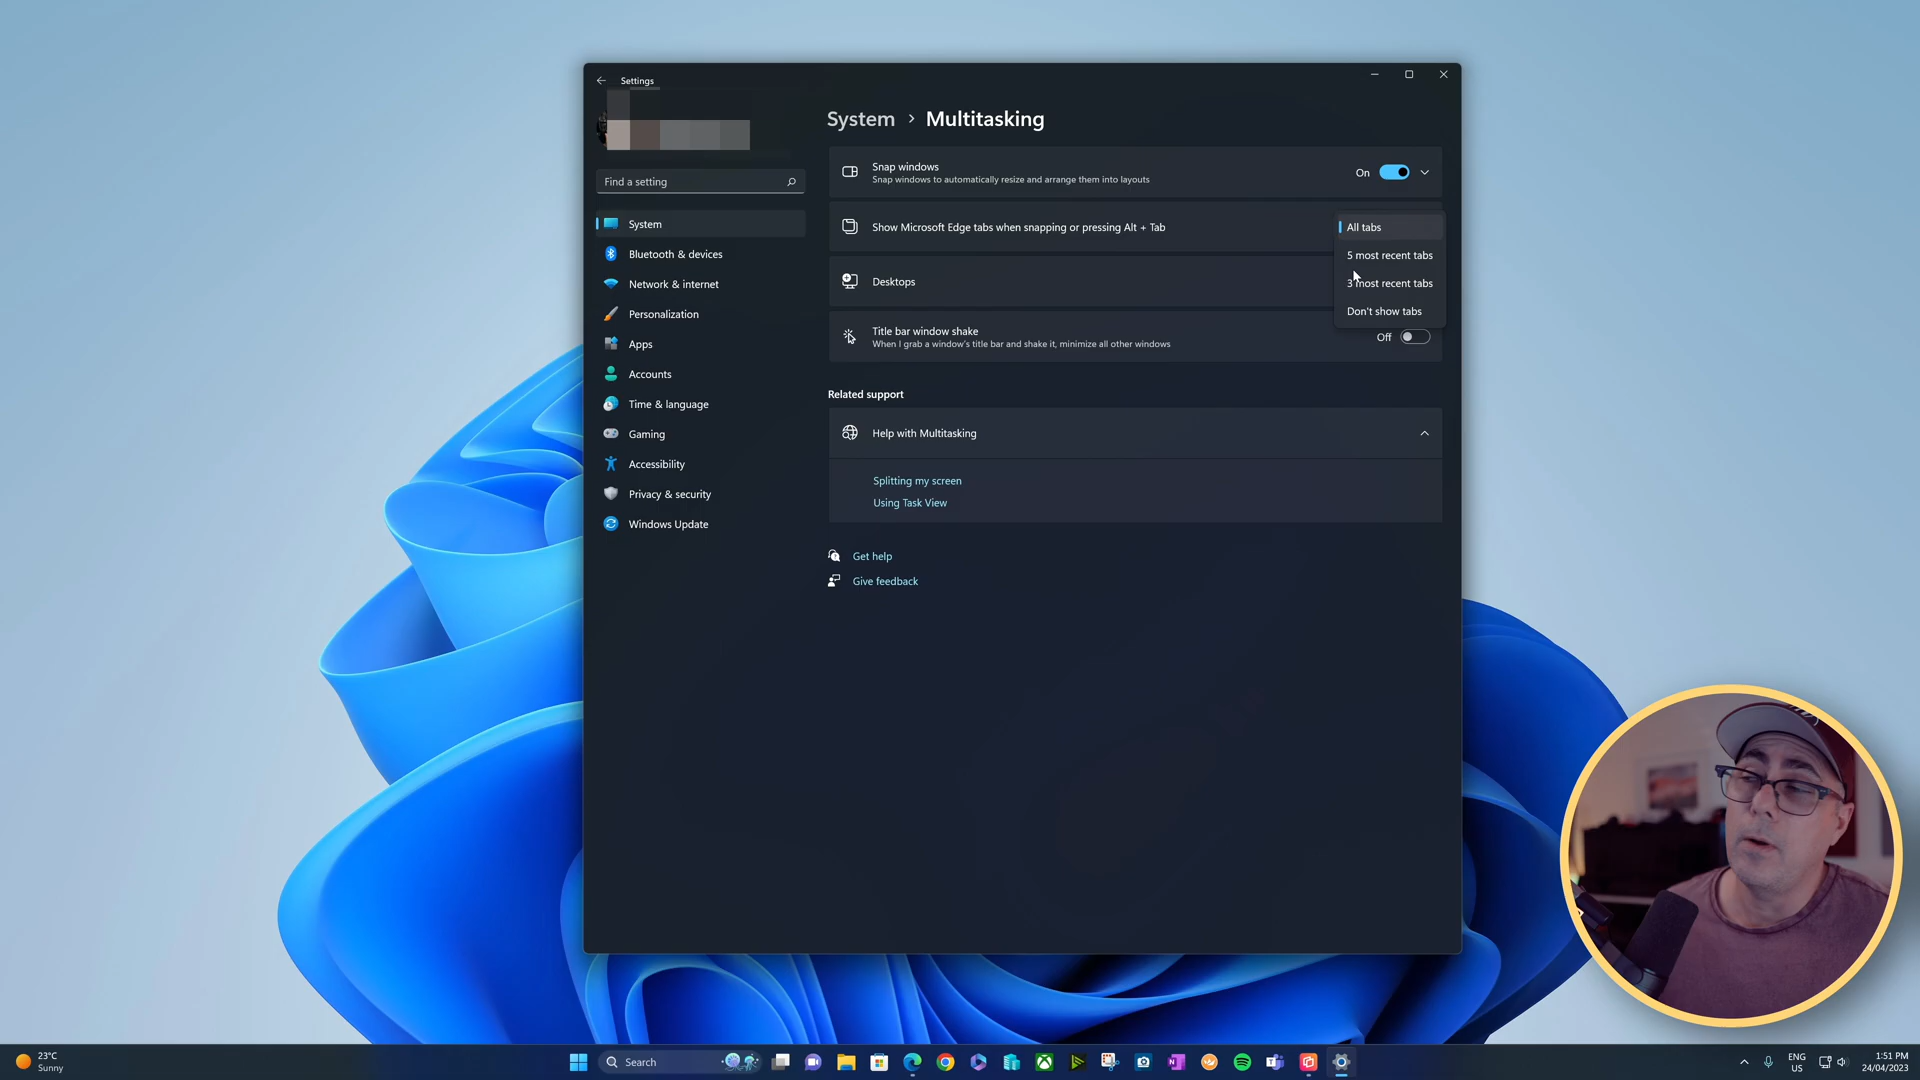 Settings
System > Multitasking
Snap windows
Snap windows to automatically resize and arrange them into layouts
On
Find a setting
Show Microsoft Edge tabs when snapping or pressing Alt + Tab
All tabs
5 most recent tabs
3 most recent tabs
Don't show tabs
Desktops
Title bar window shake
When I grab a window's title bar and shake it, minimize all other windows
Off
System
Bluetooth & devices
Network & internet
Personalization
Apps
Accounts
Time & language
Gaming
Accessibility
Privacy & security
Windows Update
Related support
Help with Multitasking
Splitting my screen
Using Task View
Get help
Give feedback
23°C
Sunny
Search
ENG
US
1:51 PM
24/04/2023